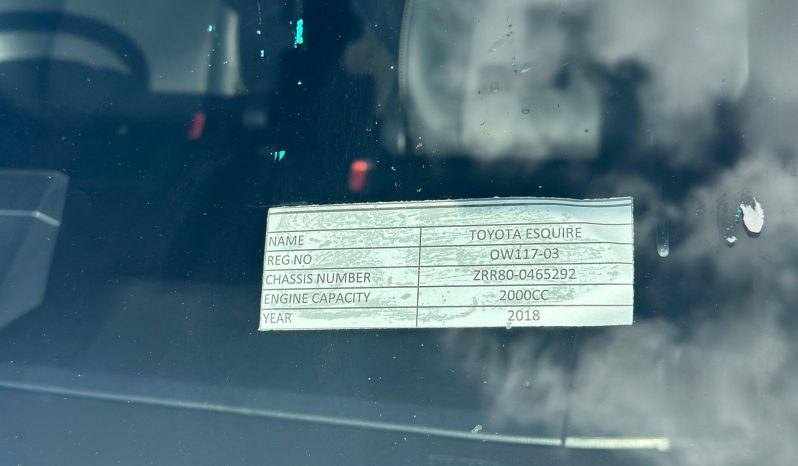 NAME TOYOTA ESQUIRE
REG NO OW117-03
CHASSIS NUMBER ZRR80-0465292
ENGINE CAPACITY 2000CC
YEAR 2018